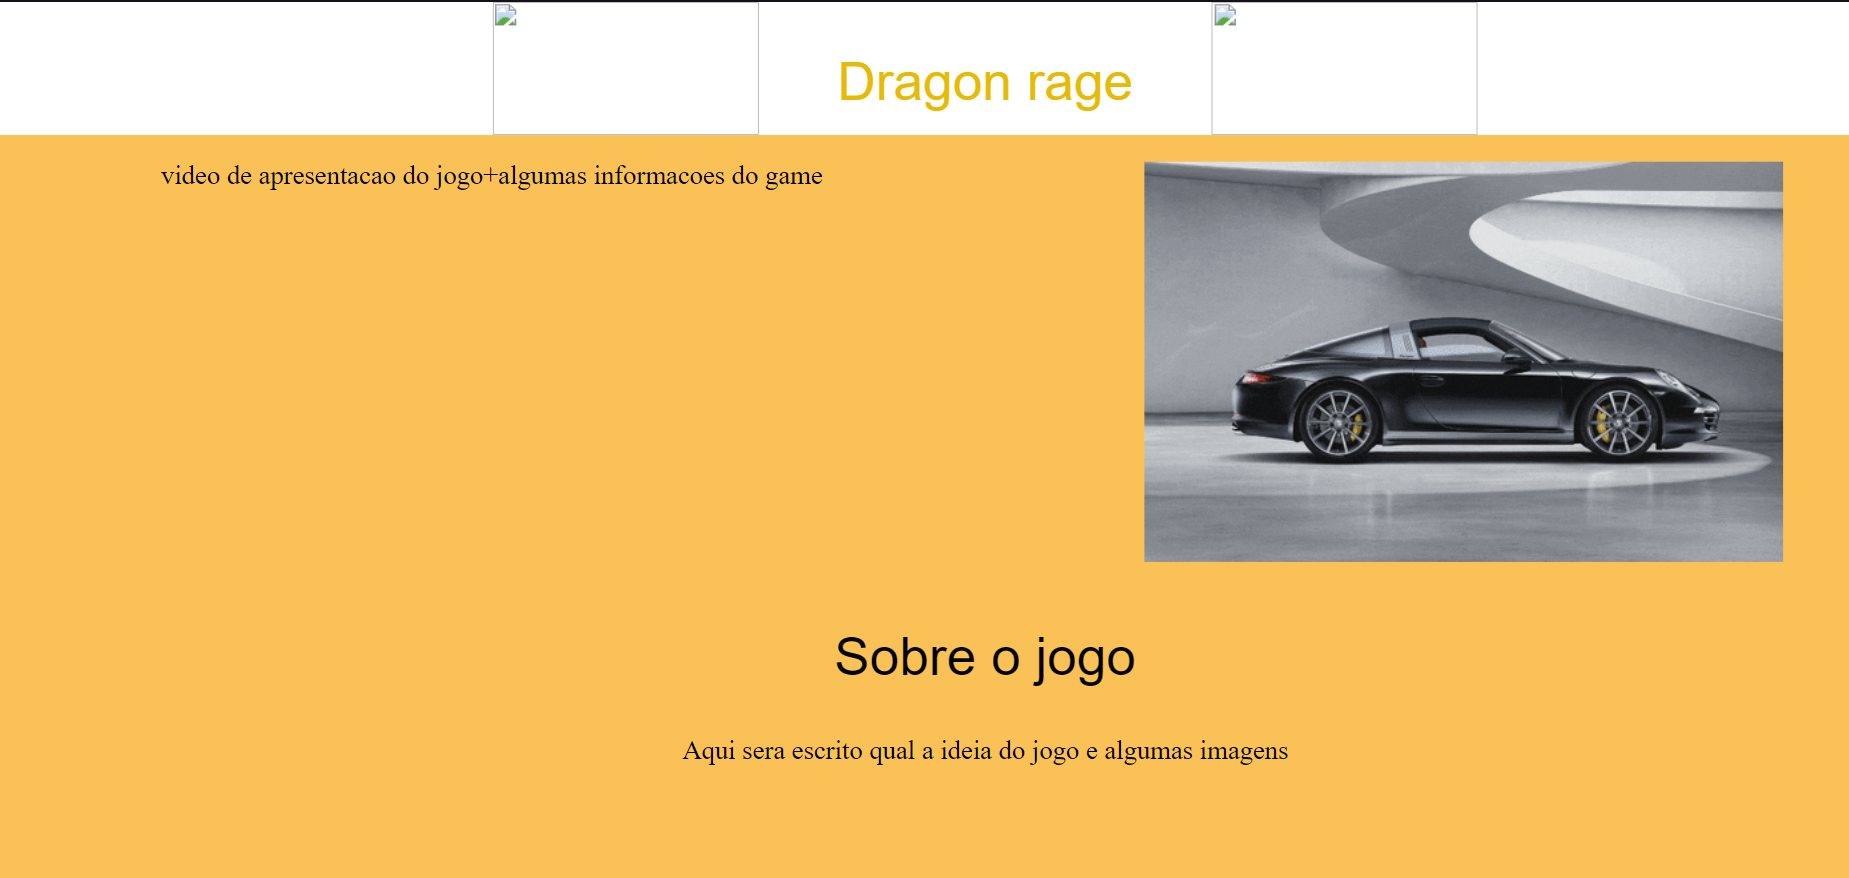 Dragon rage
video de apresentacao do jogo+algumas informacoes do game
Sobre o jogo
Aqui sera escrito qual a ideia do jogo e algumas imagens